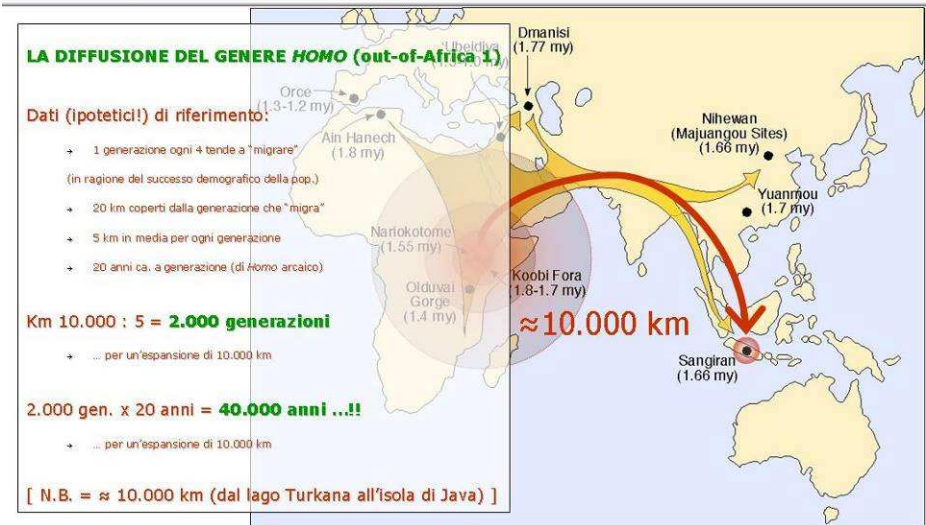 LA DIFFUSIONE DEL GENERE HOMO (out-of-Africa 1)
Dati (ipotetici!) di riferimento:
→ 1 generazione ogni 4 tende a "migrare"
(in ragione del successo demografico della pop.)
→ 20 km coperti dalla generazione che "migra"
→ 5 km in media per ogni generazione
→ 20 anni ca. a generazione (di Homo arcaico)
Km 10.000 : 5 = 2.000 generazioni
→ ... per un'espansione di 10.000 km
2.000 gen. x 20 anni = 40.000 anni ...!!
→ ... per un'espansione di 10.000 km
[ N.B. = ≈ 10.000 km (dal lago Turkana all'isola di Java) ]
'Ubeidiya
Orce
(1.3-1.2 my)
Ain Hanech
(1.8 my)
Nariokotome
(1.55 my)
Olduvai
Gorge
(1.4 my)
Koobi Fora
(1.8-1.7 my)
Dmanisi
(1.77 my)
Nihewan
(Majuangou Sites)
(1.66 my)
Yuanmou
(1.7 my)
≈10.000 km
Sangiran
(1.66 my)